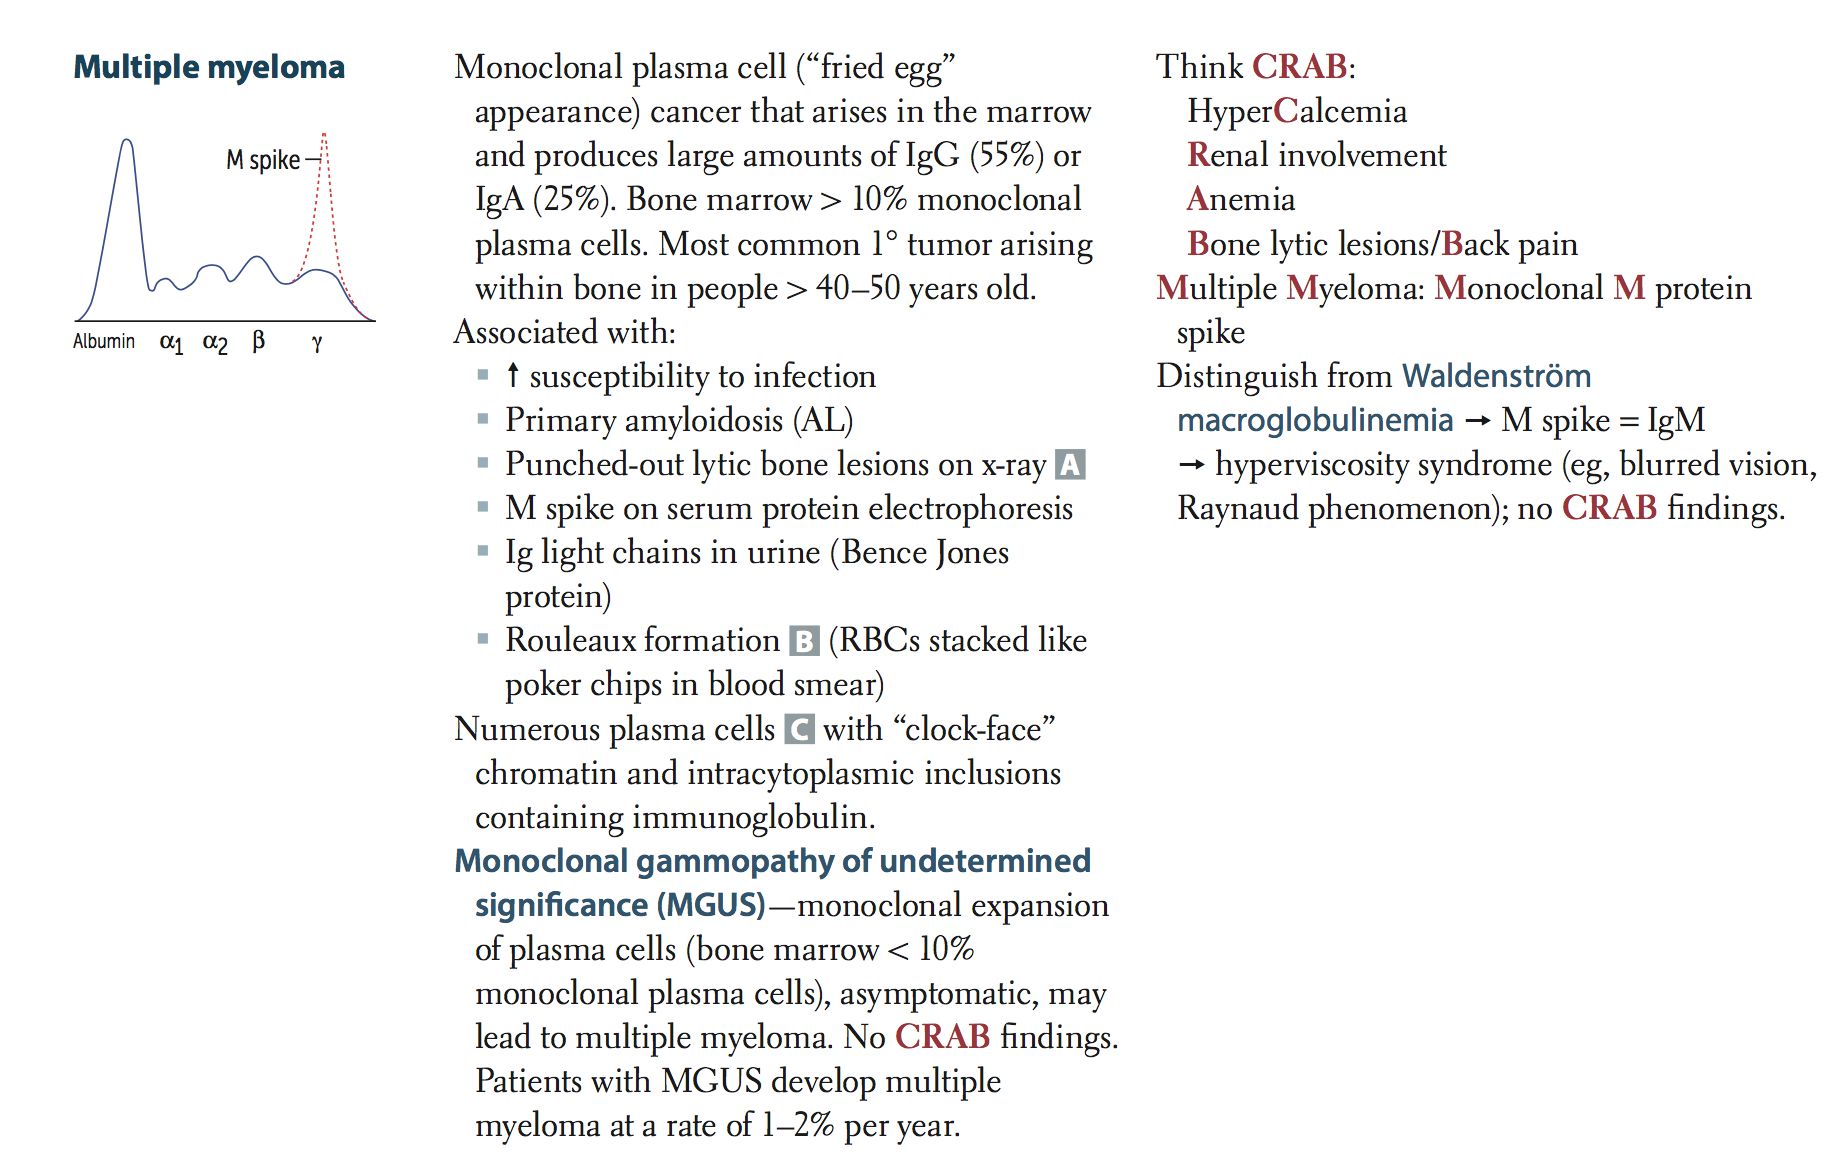 Multiple myeloma
M spike
Albumin α1 α2 β γ
Monoclonal plasma cell (“fried egg”
appearance) cancer that arises in the marrow
and produces large amounts of IgG (55%) or
IgA (25%). Bone marrow > 10% monoclonal
plasma cells. Most common 1° tumor arising
within bone in people > 40–50 years old.
Associated with:
▪ ↑ susceptibility to infection
▪ Primary amyloidosis (AL)
▪ Punched-out lytic bone lesions on x-ray A
▪ M spike on serum protein electrophoresis
▪ Ig light chains in urine (Bence Jones
protein)
▪ Rouleaux formation B (RBCs stacked like
poker chips in blood smear)
Numerous plasma cells C with “clock-face”
chromatin and intracytoplasmic inclusions
containing immunoglobulin.
Monoclonal gammopathy of undetermined
significance (MGUS)—monoclonal expansion
of plasma cells (bone marrow < 10%
monoclonal plasma cells), asymptomatic, may
lead to multiple myeloma. No CRAB findings.
Patients with MGUS develop multiple
myeloma at a rate of 1–2% per year.
Think CRAB:
HyperCalcemia
Renal involvement
Anemia
Bone lytic lesions/Back pain
Multiple Myeloma: Monoclonal M protein
spike
Distinguish from Waldenström
macroglobulinemia → M spike = IgM
→ hyperviscosity syndrome (eg, blurred vision,
Raynaud phenomenon); no CRAB findings.